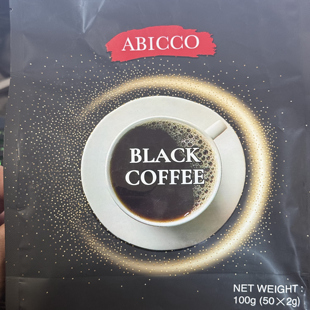 ABICCO
BLACK
COFFEE
NET WEIGHT :
100g (50×2g)